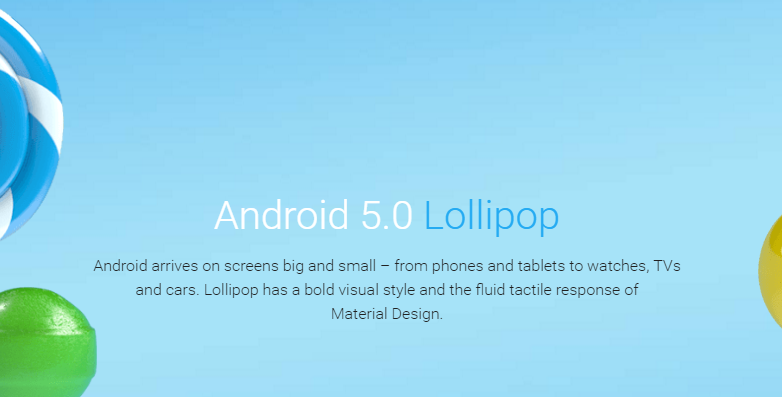 Android 5.0 Lollipop
Android arrives on screens big and small – from phones and tablets to watches, TVs
and cars. Lollipop has a bold visual style and the fluid tactile response of
Material Design.